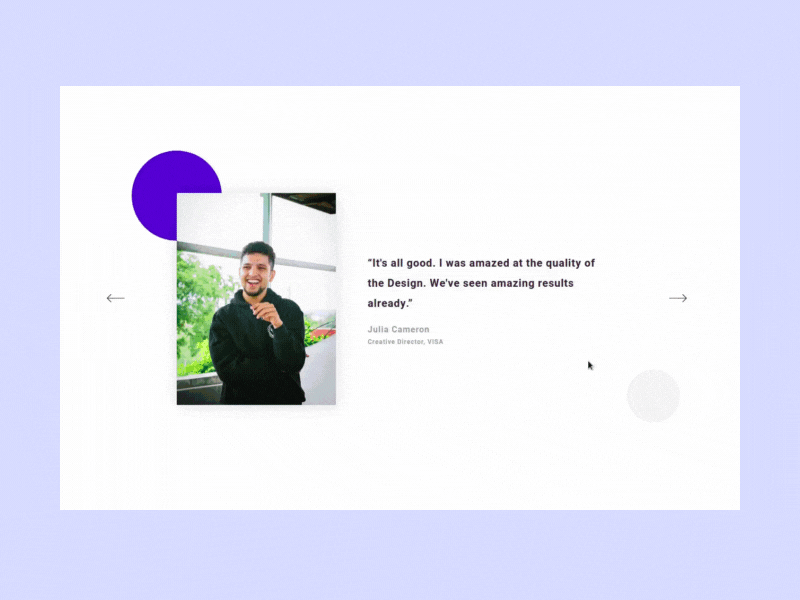 “It's all good. I was amazed at the quality of
the Design. We've seen amazing results
already.”
Julia Cameron
Creative Director, VISA